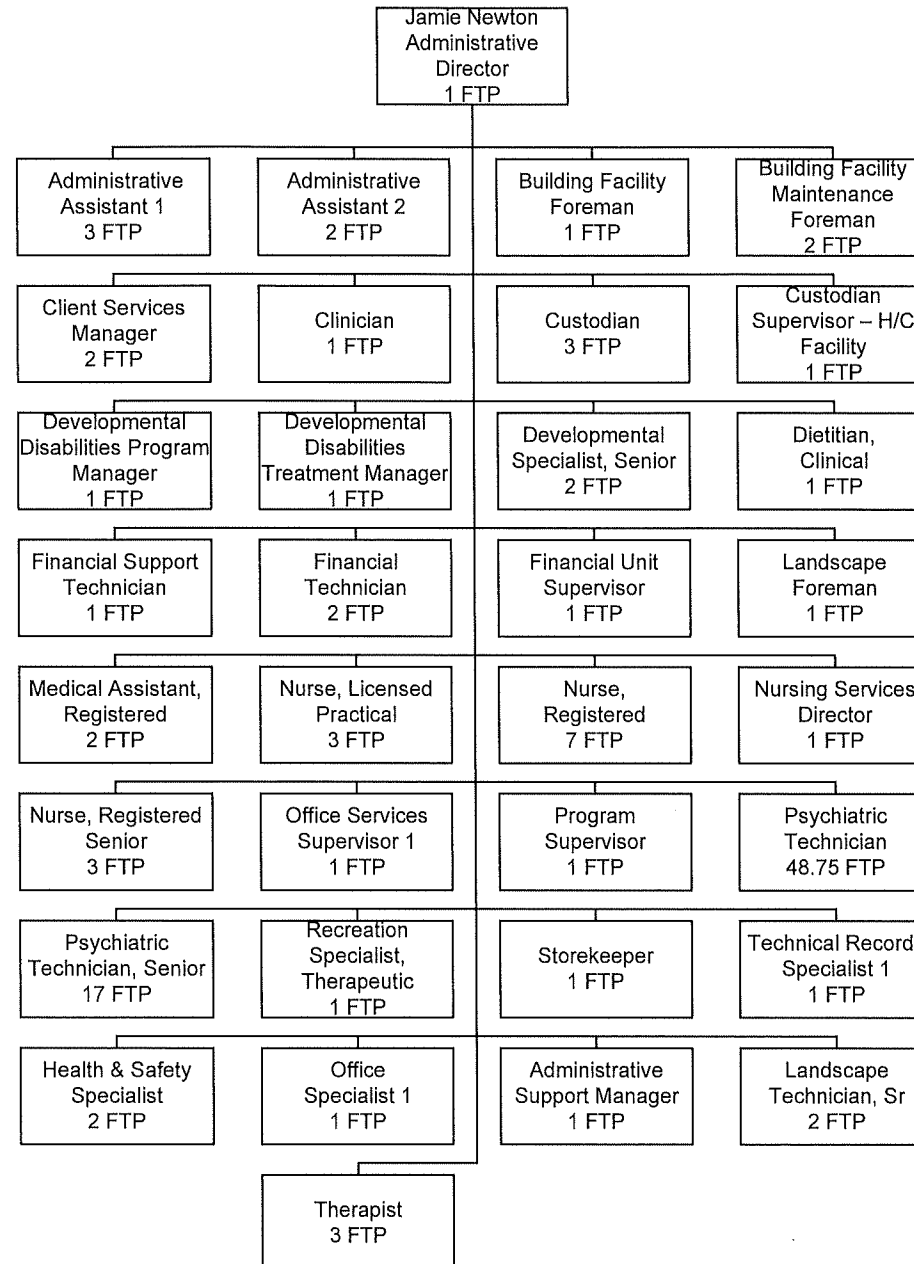 Jamie Newton
Administrative
Director
1 FTP
Administrative
Assistant 1
3 FTP
Administrative
Assistant 2
2 FTP
Building Facility
Foreman
1 FTP
Building Facility
Maintenance
Foreman
2 FTP
Client Services
Manager
2 FTP
Clinician
1 FTP
Custodian
3 FTP
Custodian
Supervisor – H/C
Facility
1 FTP
Developmental
Disabilities Program
Manager
1 FTP
Developmental
Disabilities
Treatment Manager
1 FTP
Developmental
Specialist, Senior
2 FTP
Dietitian,
Clinical
1 FTP
Financial Support
Technician
1 FTP
Financial
Technician
2 FTP
Financial Unit
Supervisor
1 FTP
Landscape
Foreman
1 FTP
Medical Assistant,
Registered
2 FTP
Nurse, Licensed
Practical
3 FTP
Nurse,
Registered
7 FTP
Nursing Services
Director
1 FTP
Nurse, Registered
Senior
3 FTP
Office Services
Supervisor 1
1 FTP
Program
Supervisor
1 FTP
Psychiatric
Technician
48.75 FTP
Psychiatric
Technician, Senior
17 FTP
Recreation
Specialist,
Therapeutic
1 FTP
Storekeeper
1 FTP
Technical Record
Specialist 1
1 FTP
Health & Safety
Specialist
2 FTP
Office
Specialist 1
1 FTP
Administrative
Support Manager
1 FTP
Landscape
Technician, Sr
2 FTP
Therapist
3 FTP